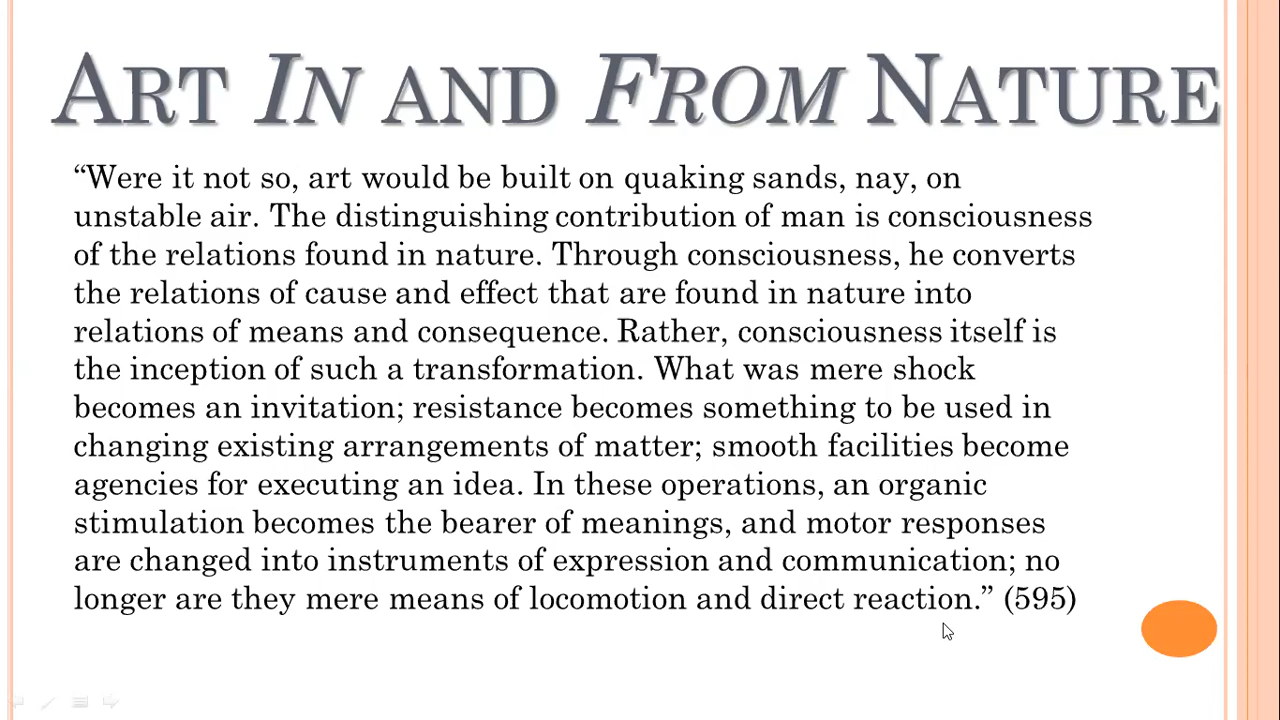 ART IN AND FROM NATURE
“Were it not so, art would be built on quaking sands, nay, on
unstable air. The distinguishing contribution of man is consciousness
of the relations found in nature. Through consciousness, he converts
the relations of cause and effect that are found in nature into
relations of means and consequence. Rather, consciousness itself is
the inception of such a transformation. What was mere shock
becomes an invitation; resistance becomes something to be used in
changing existing arrangements of matter; smooth facilities become
agencies for executing an idea. In these operations, an organic
stimulation becomes the bearer of meanings, and motor responses
are changed into instruments of expression and communication; no
longer are they mere means of locomotion and direct reaction.” (595)